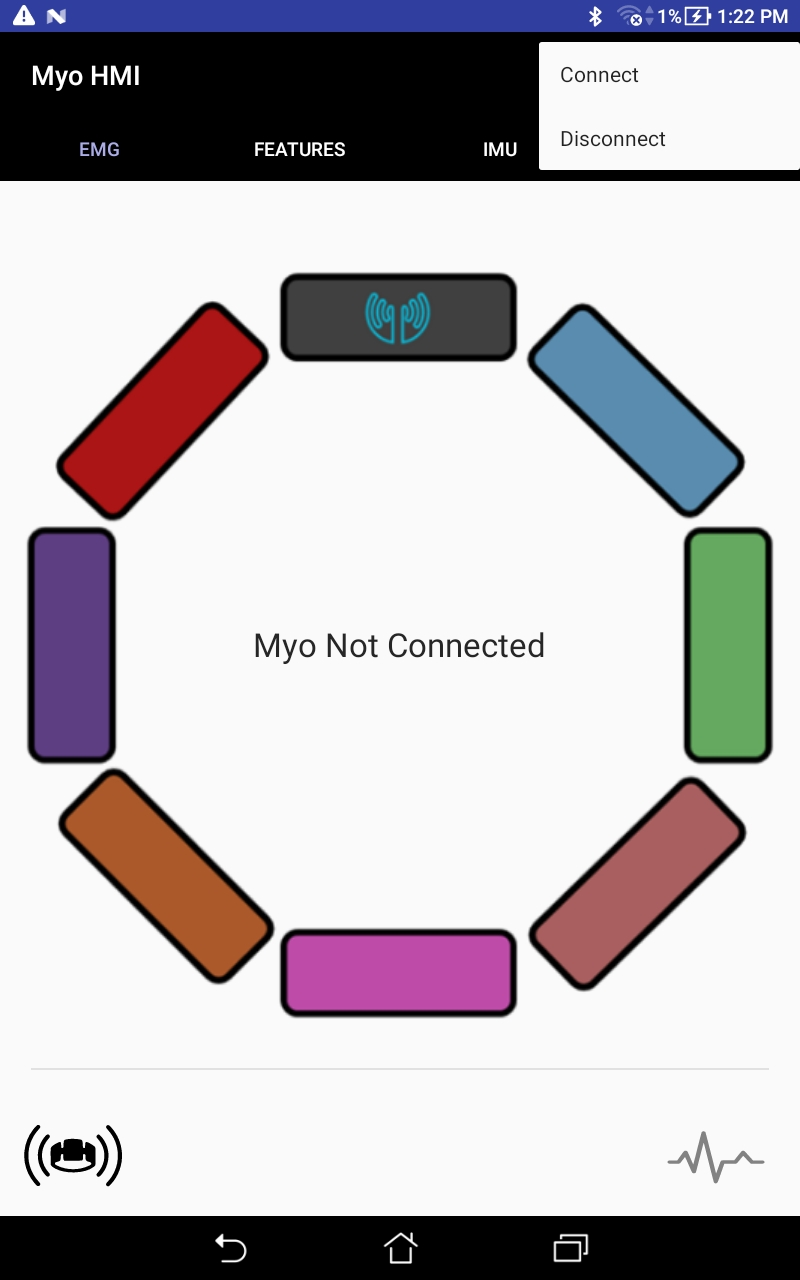 1% 1:22 PM
Myo HMI
Connect
Disconnect
EMG FEATURES IMU
Myo Not Connected